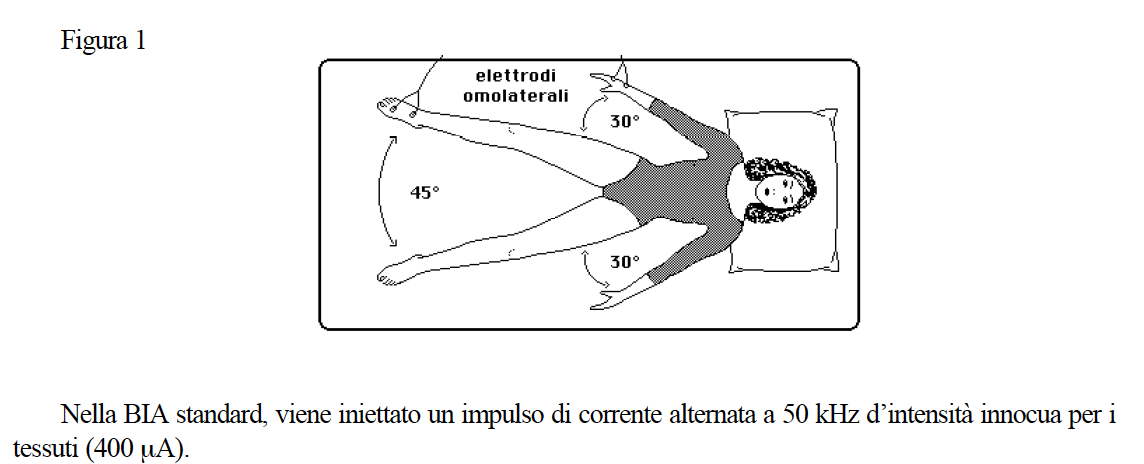 Figura 1
elettrodi
omolaterali
30°
45°
30°
Nella BIA standard, viene iniettato un impulso di corrente alternata a 50 kHz d’intensità innocua per i
tessuti (400 μA).